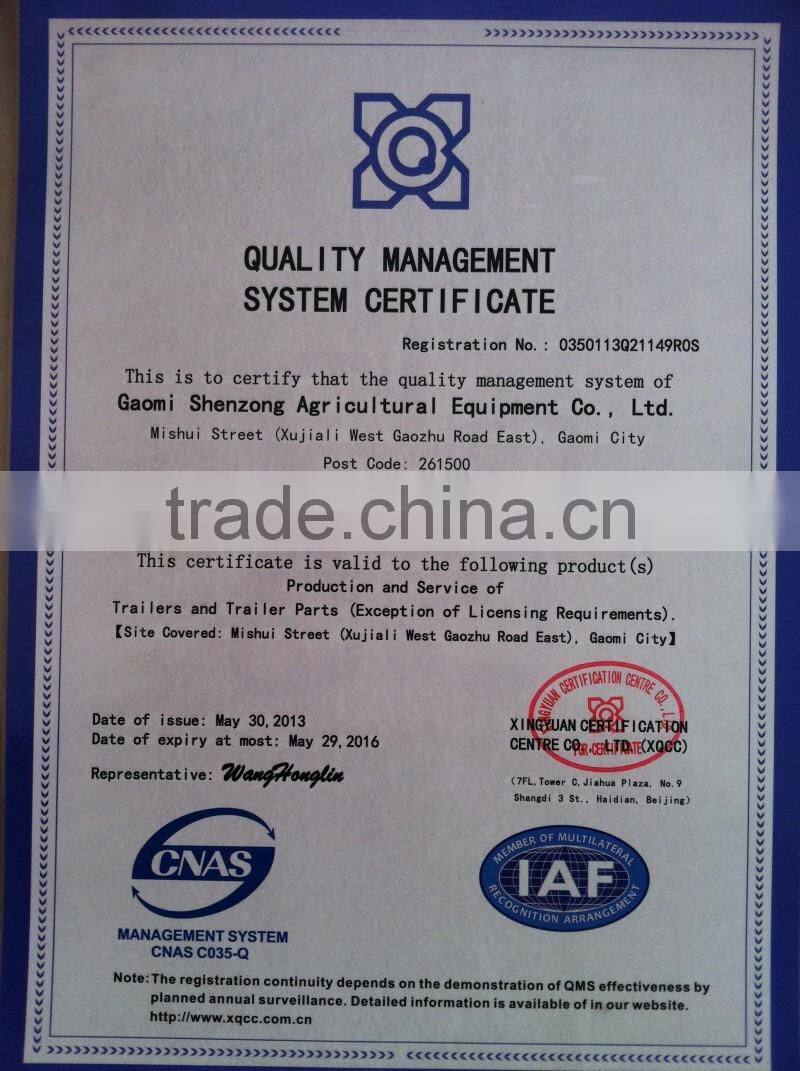 QUALITY MANAGEMENT
SYSTEM CERTIFICATE
Registration No.: 0350113Q21149R0S
This is to certify that the quality management system of
Gaomi Shenzong Agricultural Equipment Co., Ltd.
Mishui Street (Xujiali West Gaozhu Road East), Gaomi City
Post Code: 261500
trade.china.cn
This certificate is valid to the following product(s)
Production and Service of
Trailers and Trailer Parts (Exception of Licensing Requirements).
【Site Covered: Mishui Street (Xujiali West Gaozhu Road East), Gaomi City】
Date of issue: May 30,2013
Date of expiry at most: May 29,2016
Representative: WangHonglin
XINGYUAN CERTIFICATION CENTRE CO., LTD.
FOR CERTIFICATE
XINGYUAN CERTIFICATION
CENTRE CO., LTD. (XQCC)
(7FL,Tower C,Jiahua Plaza, No.9
Shangdi 3 St., Haidian, Beijing)
CNAS
MANAGEMENT SYSTEM
CNAS C035-Q
MEMBER OF MULTILATERAL
IAF
RECOGNITION ARRANGEMENT
Note:The registration continuity depends on the demonstration of QMS effectiveness by
planned annual surveillance. Detailed information is available of in our website.
http://www.xqcc.com.cn